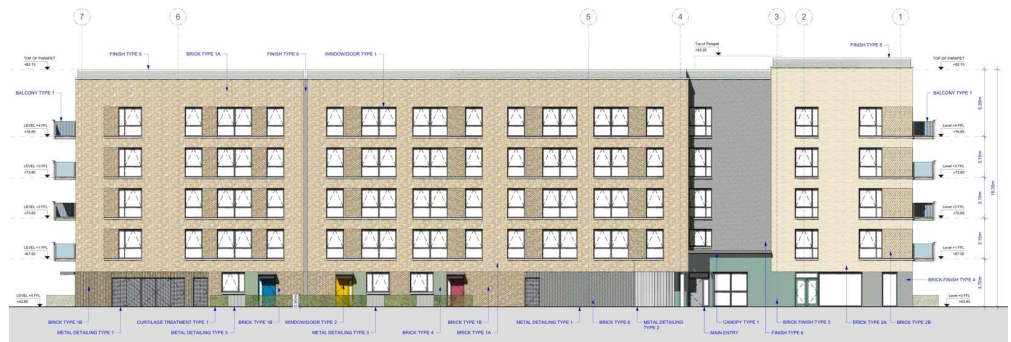 7
6
5
4
3
2
1
Top of Parapet
FINISH TYPE 5
BRICK TYPE 1A
FINISH TYPE 6
WINDOW/DOOR TYPE 1
FINISH TYPE 5
TOP OF PARAPET
TOP OF PARAPET
BALCONY TYPE 1
BALCONY TYPE 1
LEVEL +4 FFL
Level +4 FFL
LEVEL +3 FFL
Level +3 FFL
LEVEL +2 FFL
Level +2 FFL
LEVEL +1 FFL
Level +1 FFL
LEVEL +0 FFL
Level +0 FFL
BRICK FINISH TYPE 4
BRICK TYPE 1B
CURTILAGE TREATMENT TYPE 1
BRICK TYPE 1B
WINDOW/DOOR TYPE 2
BRICK TYPE 1B
METAL DETAILING TYPE 1
METAL DETAILING TYPE 2
CANOPY TYPE 1
BRICK FINISH TYPE 3
BRICK TYPE 2A
BRICK TYPE 2B
METAL DETAILING TYPE 1
METAL DETAILING TYPE 3
METAL DETAILING TYPE 3
BRICK TYPE 4
BRICK TYPE 1A
BRICK TYPE 6
MAIN ENTRY
FINISH TYPE 6